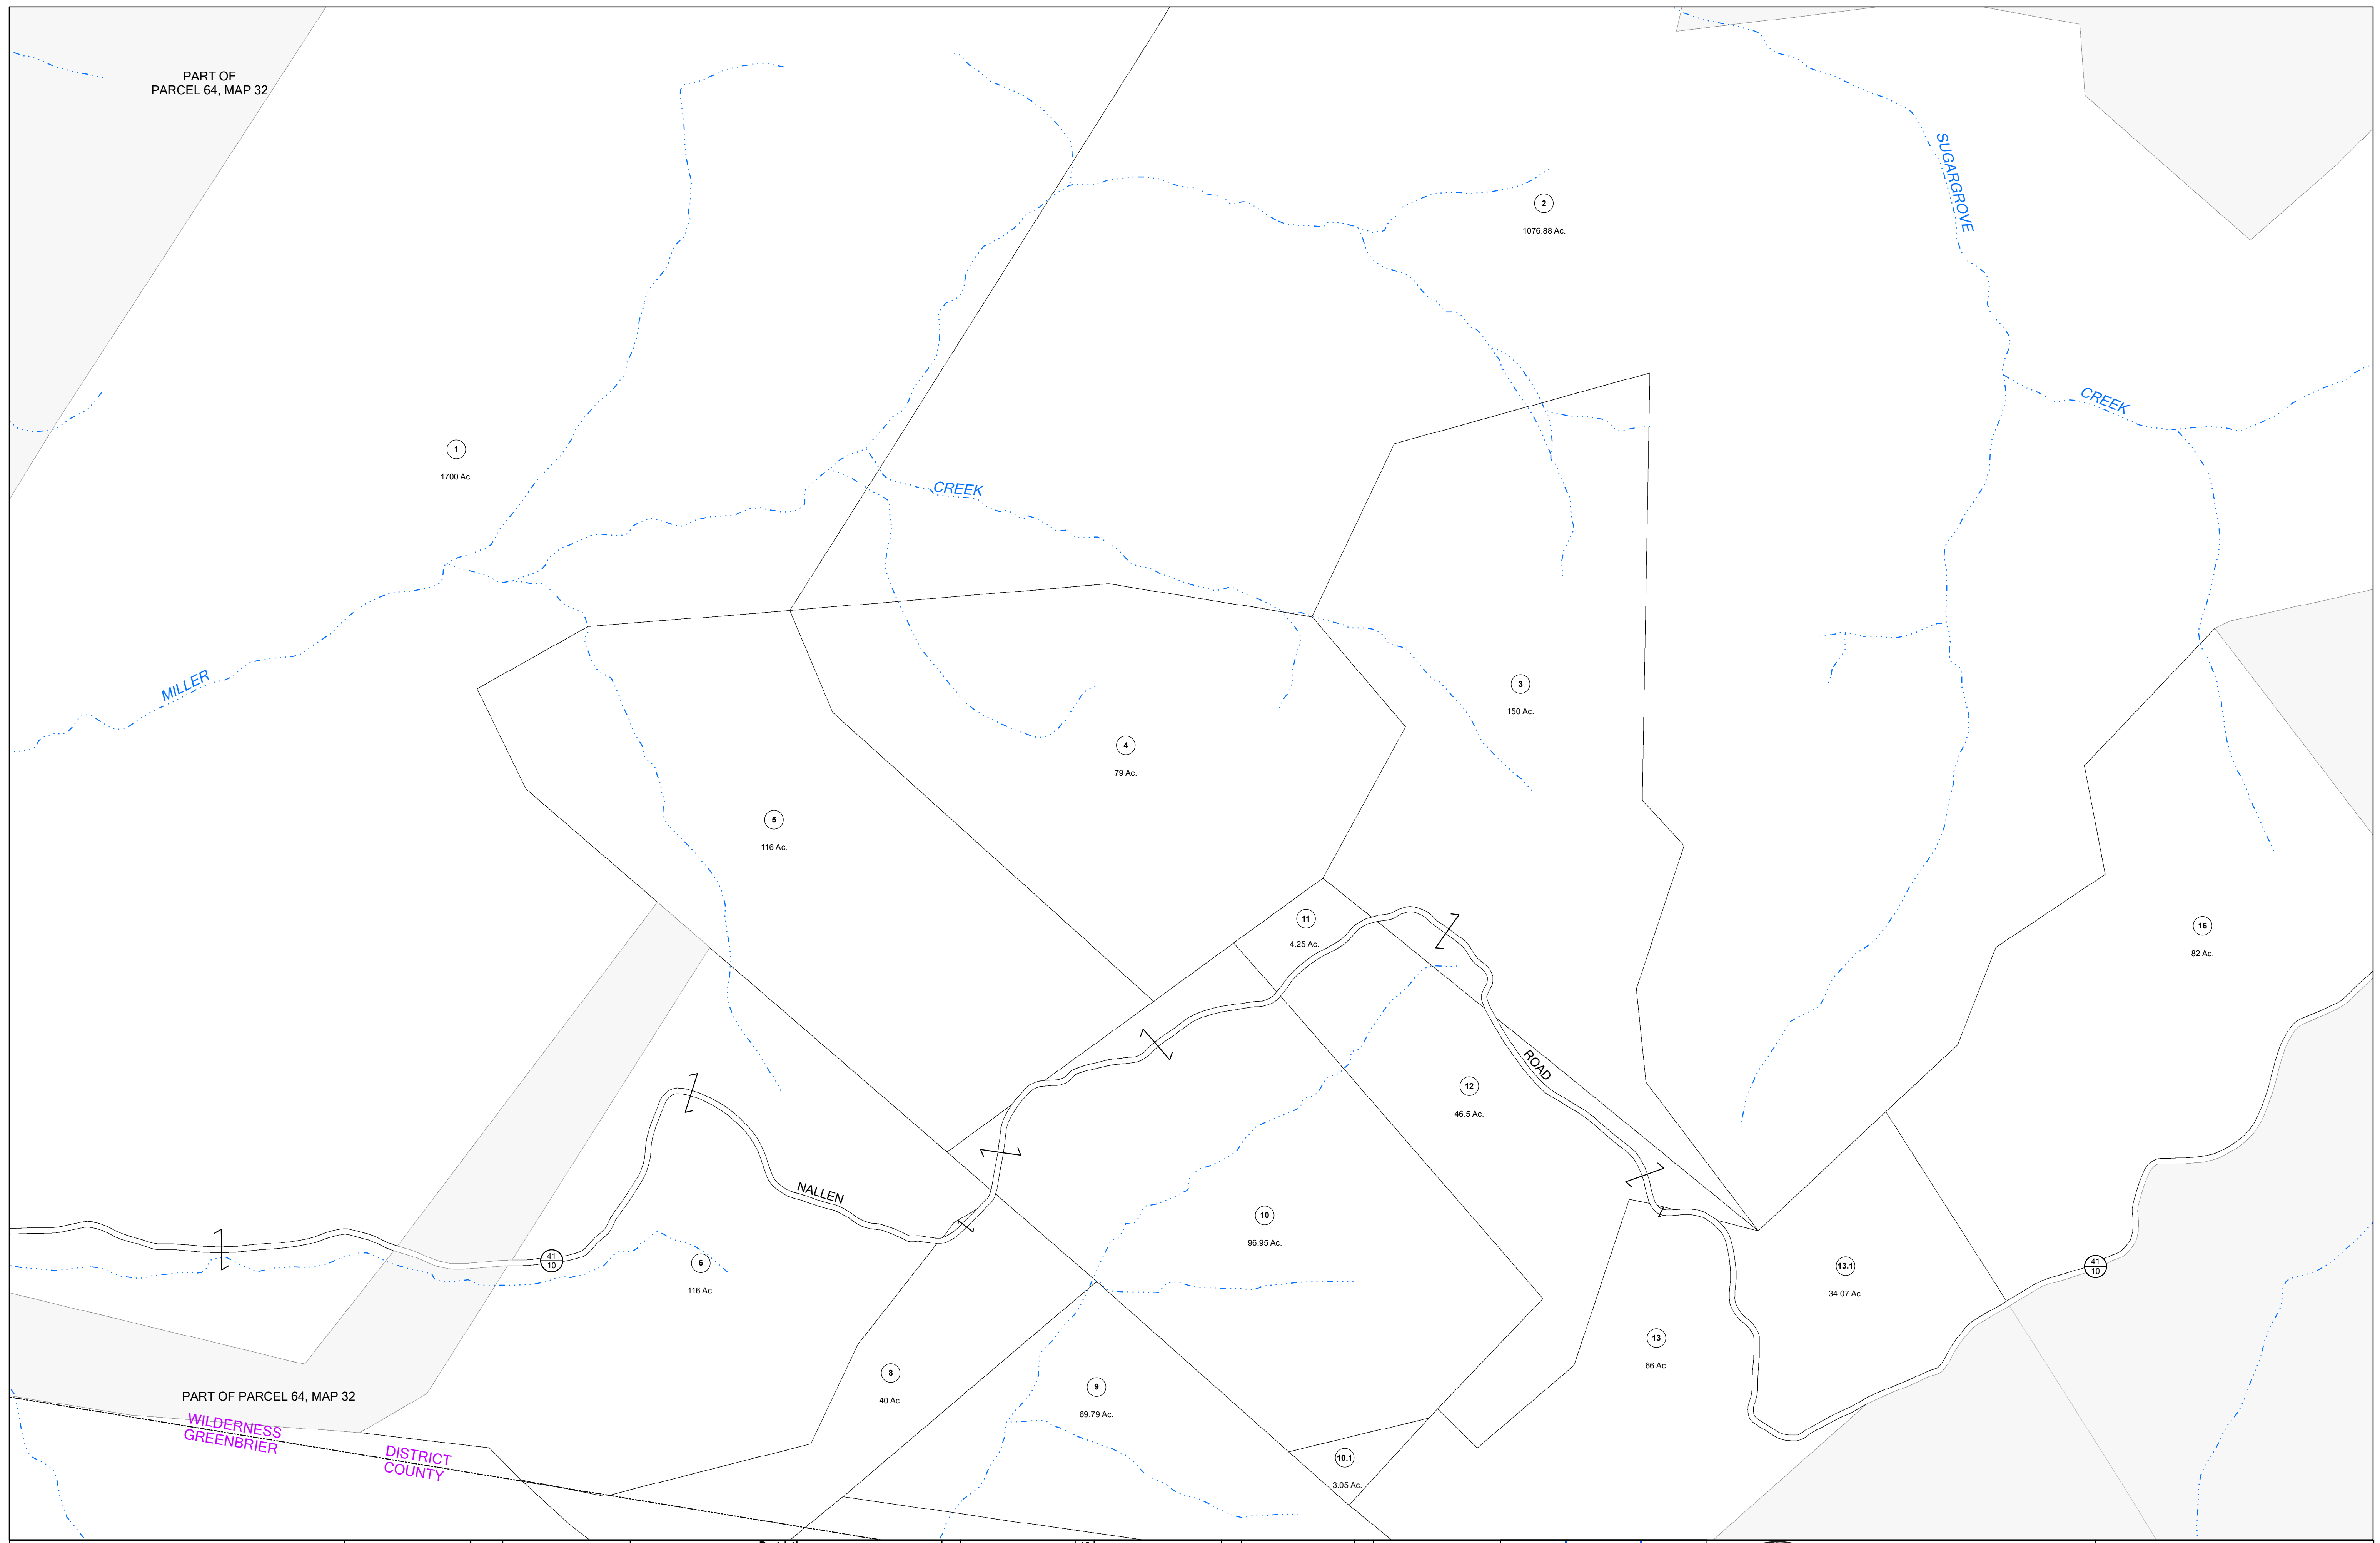 PART OF
PARCEL 64, MAP 32
SUGARGROVE
2
1076.88 Ac.
CREEK
1
1700 Ac.
CREEK
MILLER
3
150 Ac.
4
79 Ac.
5
116 Ac.
11
4.25 Ac.
16
82 Ac.
ROAD
12
46.5 Ac.
NALLEN
10
96.95 Ac.
41
10
6
116 Ac.
13.1
34.07 Ac.
41
10
13
66 Ac.
8
40 Ac.
9
69.79 Ac.
PART OF PARCEL 64, MAP 32
WILDERNESS
GREENBRIER
DISTRICT
COUNTY
10.1
3.05 Ac.